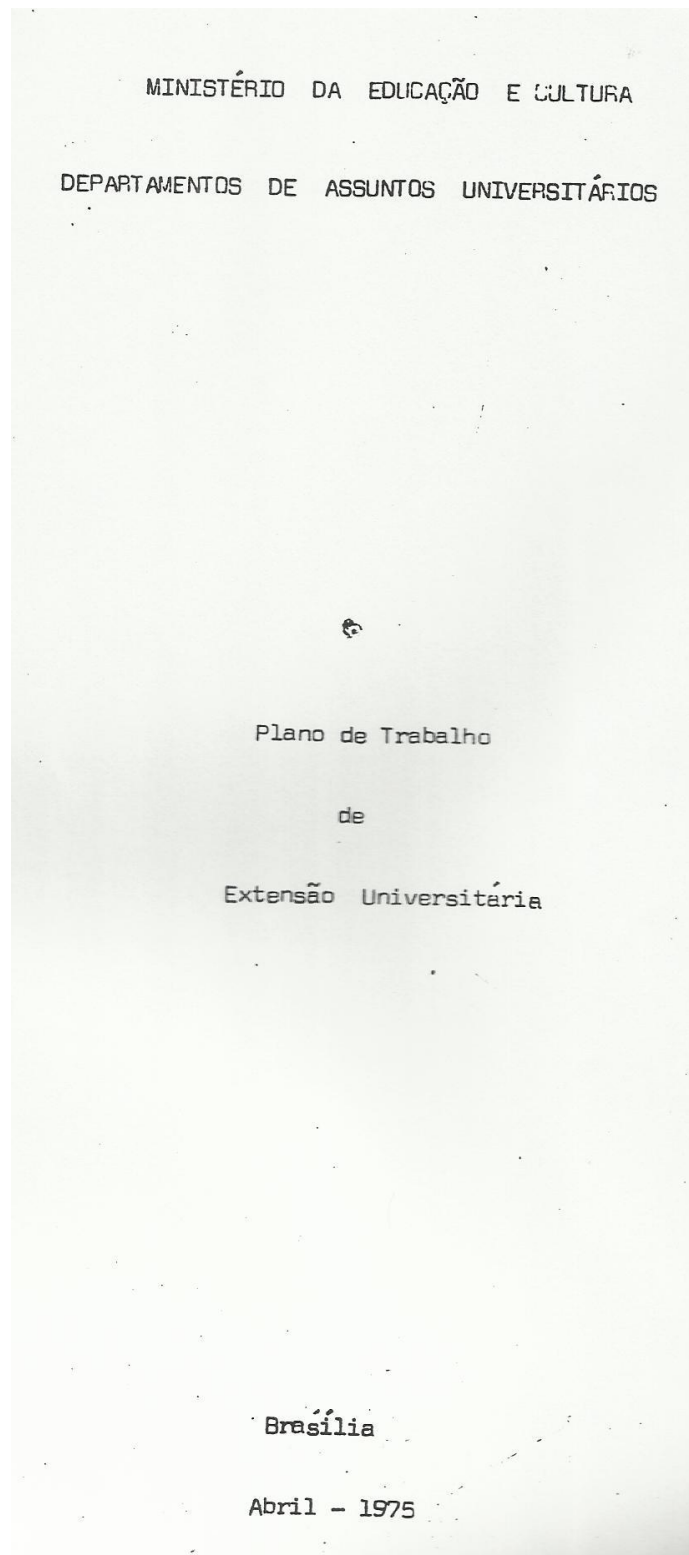 MINISTÉRIO DA EDUCAÇÃO E CULTURA
DEPARTAMENTOS DE ASSUNTOS UNIVERSITÁRIOS
Plano de Trabalho
de
Extensão Universitária
Brasília
Abril - 1975